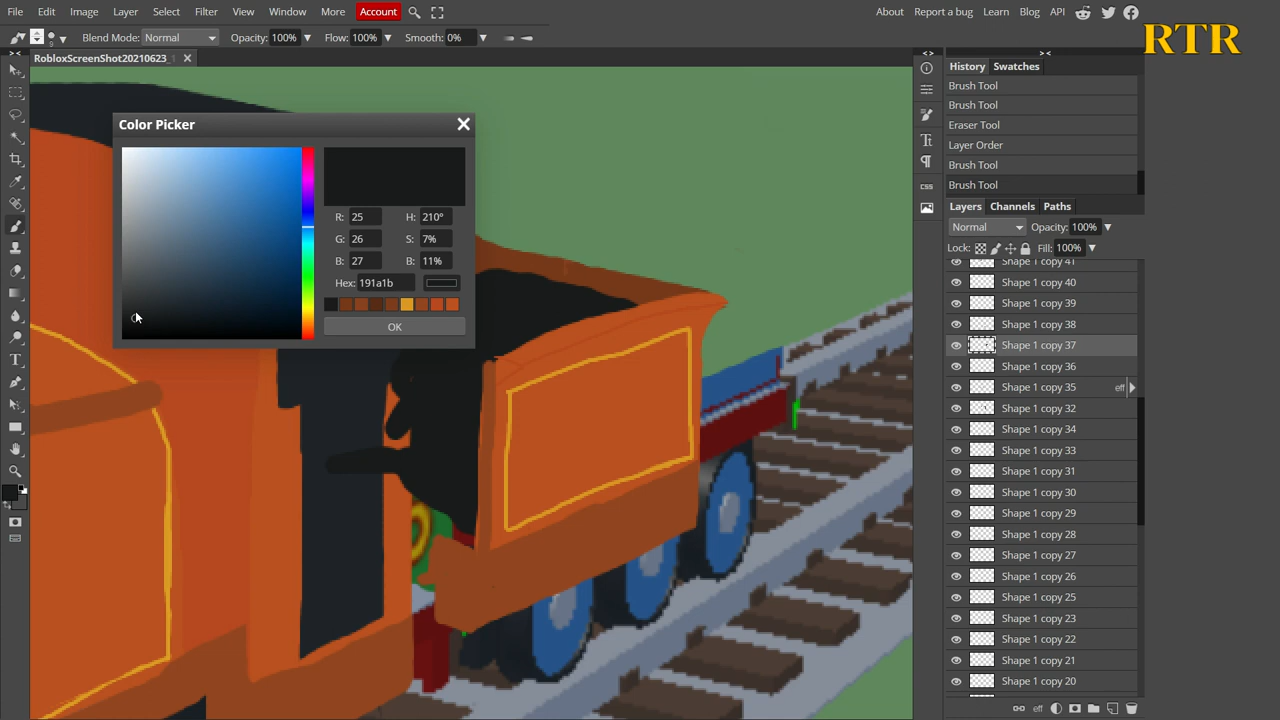 File Edit Image Layer Select Filter View Window More Account About Report a bug Learn Blog API
Blend Mode: Normal Opacity: 100% Flow: 100% Smooth: 0%
RTR
RobloxScreenShot20210623_
Color Picker
R: 25 H: 210°
G: 26 S: 7%
B: 27 B: 11%
Hex: 191a1b
OK
css
History Swatches
Brush Tool
Brush Tool
Eraser Tool
Layer Order
Brush Tool
Brush Tool
Layers Channels Paths
Normal Opacity: 100%
Lock: Fill: 100%
Shape 1 copy 41
Shape 1 copy 40
Shape 1 copy 39
Shape 1 copy 38
Shape 1 copy 37
Shape 1 copy 36
Shape 1 copy 35 eff
Shape 1 copy 32
Shape 1 copy 34
Shape 1 copy 33
Shape 1 copy 31
Shape 1 copy 30
Shape 1 copy 29
Shape 1 copy 28
Shape 1 copy 27
Shape 1 copy 26
Shape 1 copy 25
Shape 1 copy 23
Shape 1 copy 22
Shape 1 copy 21
Shape 1 copy 20
eff